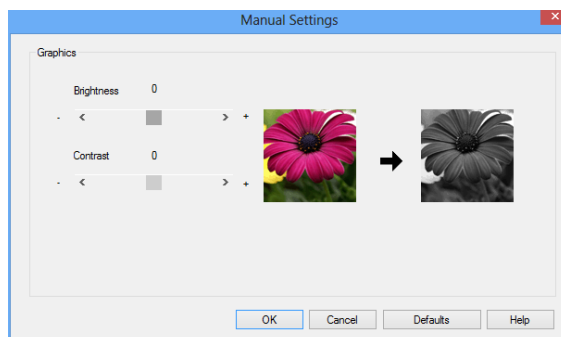 Manual Settings
Graphics
Brightness 0
- < > +
Contrast 0
- < > +
OK Cancel Defaults Help